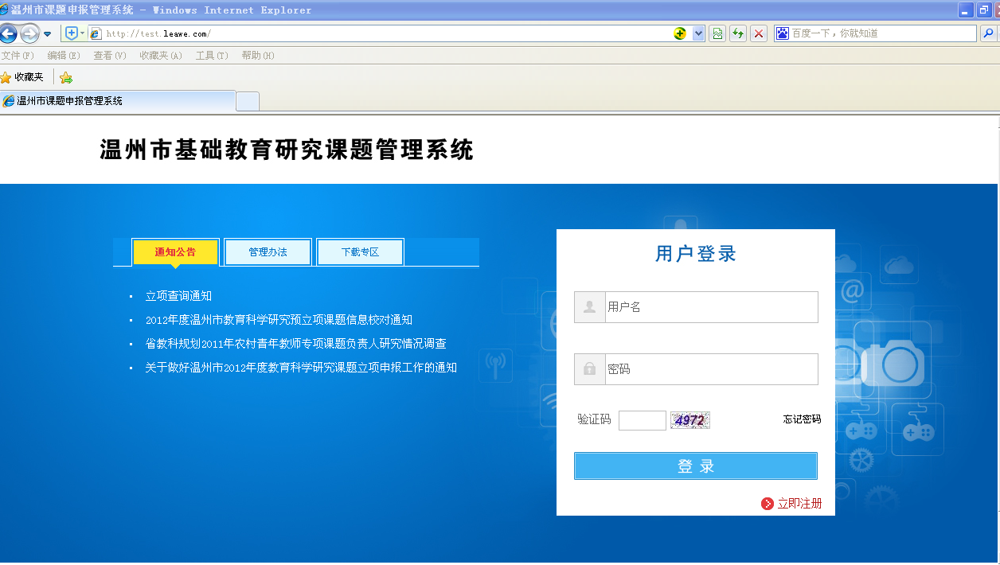 温州市课题申报管理系统 - Windows Internet Explorer
http://test.leawe.com/
百度一下，你就知道
文件(F) 编辑(E) 查看(V) 收藏夹(A) 工具(T) 帮助(H)
收藏夹
温州市课题申报管理系统
温州市基础教育研究课题管理系统
通知公告 管理办法 下载专区
立项查询通知
2012年度温州市教育科学研究预立项课题信息校对通知
省教科规划2011年农村青年教师专项课题负责人研究情况调查
关于做好温州市2012年度教育科学研究课题立项申报工作的通知
用户登录
用户名
密码
验证码 4972 忘记密码
登 录
立即注册